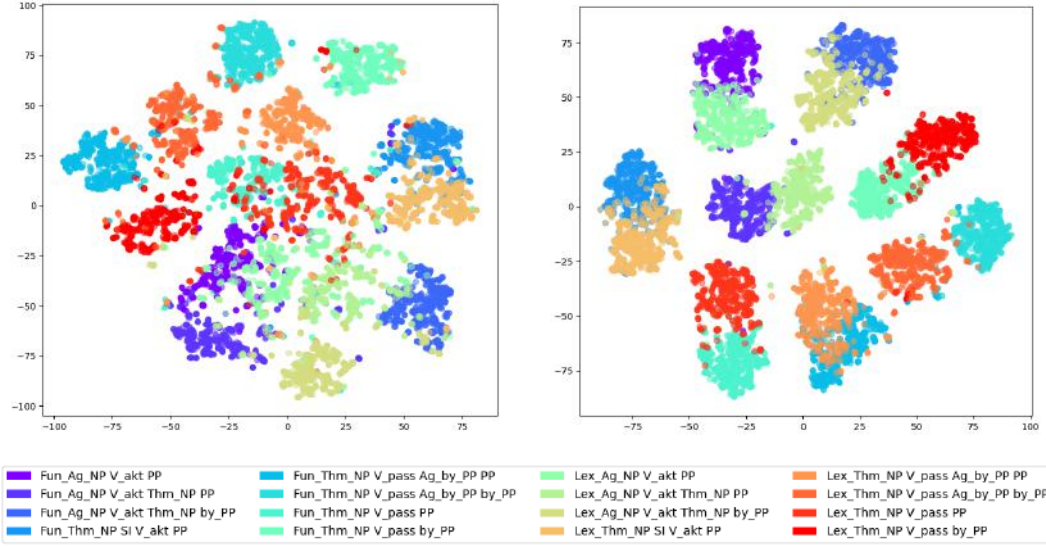 100
75
50
25
0
−25
−50
−75
−100
−100 −75 −50 −25 0 25 50 75
75
50
25
0
−25
−50
−75
−75 −50 −25 0 25 50 75 100
Fun_Ag_NP V_akt PP
Fun_Ag_NP V_akt Thm_NP PP
Fun_Ag_NP V_akt Thm_NP by_PP
Fun_Thm_NP SI V_akt PP
Fun_Thm_NP V_pass Ag_by_PP PP
Fun_Thm_NP V_pass Ag_by_PP by_PP
Fun_Thm_NP V_pass PP
Fun_Thm_NP V_pass by_PP
Lex_Ag_NP V_akt PP
Lex_Ag_NP V_akt Thm_NP PP
Lex_Ag_NP V_akt Thm_NP by_PP
Lex_Thm_NP SI V_akt PP
Lex_Thm_NP V_pass Ag_by_PP PP
Lex_Thm_NP V_pass Ag_by_PP by_PP
Lex_Thm_NP V_pass PP
Lex_Thm_NP V_pass by_PP